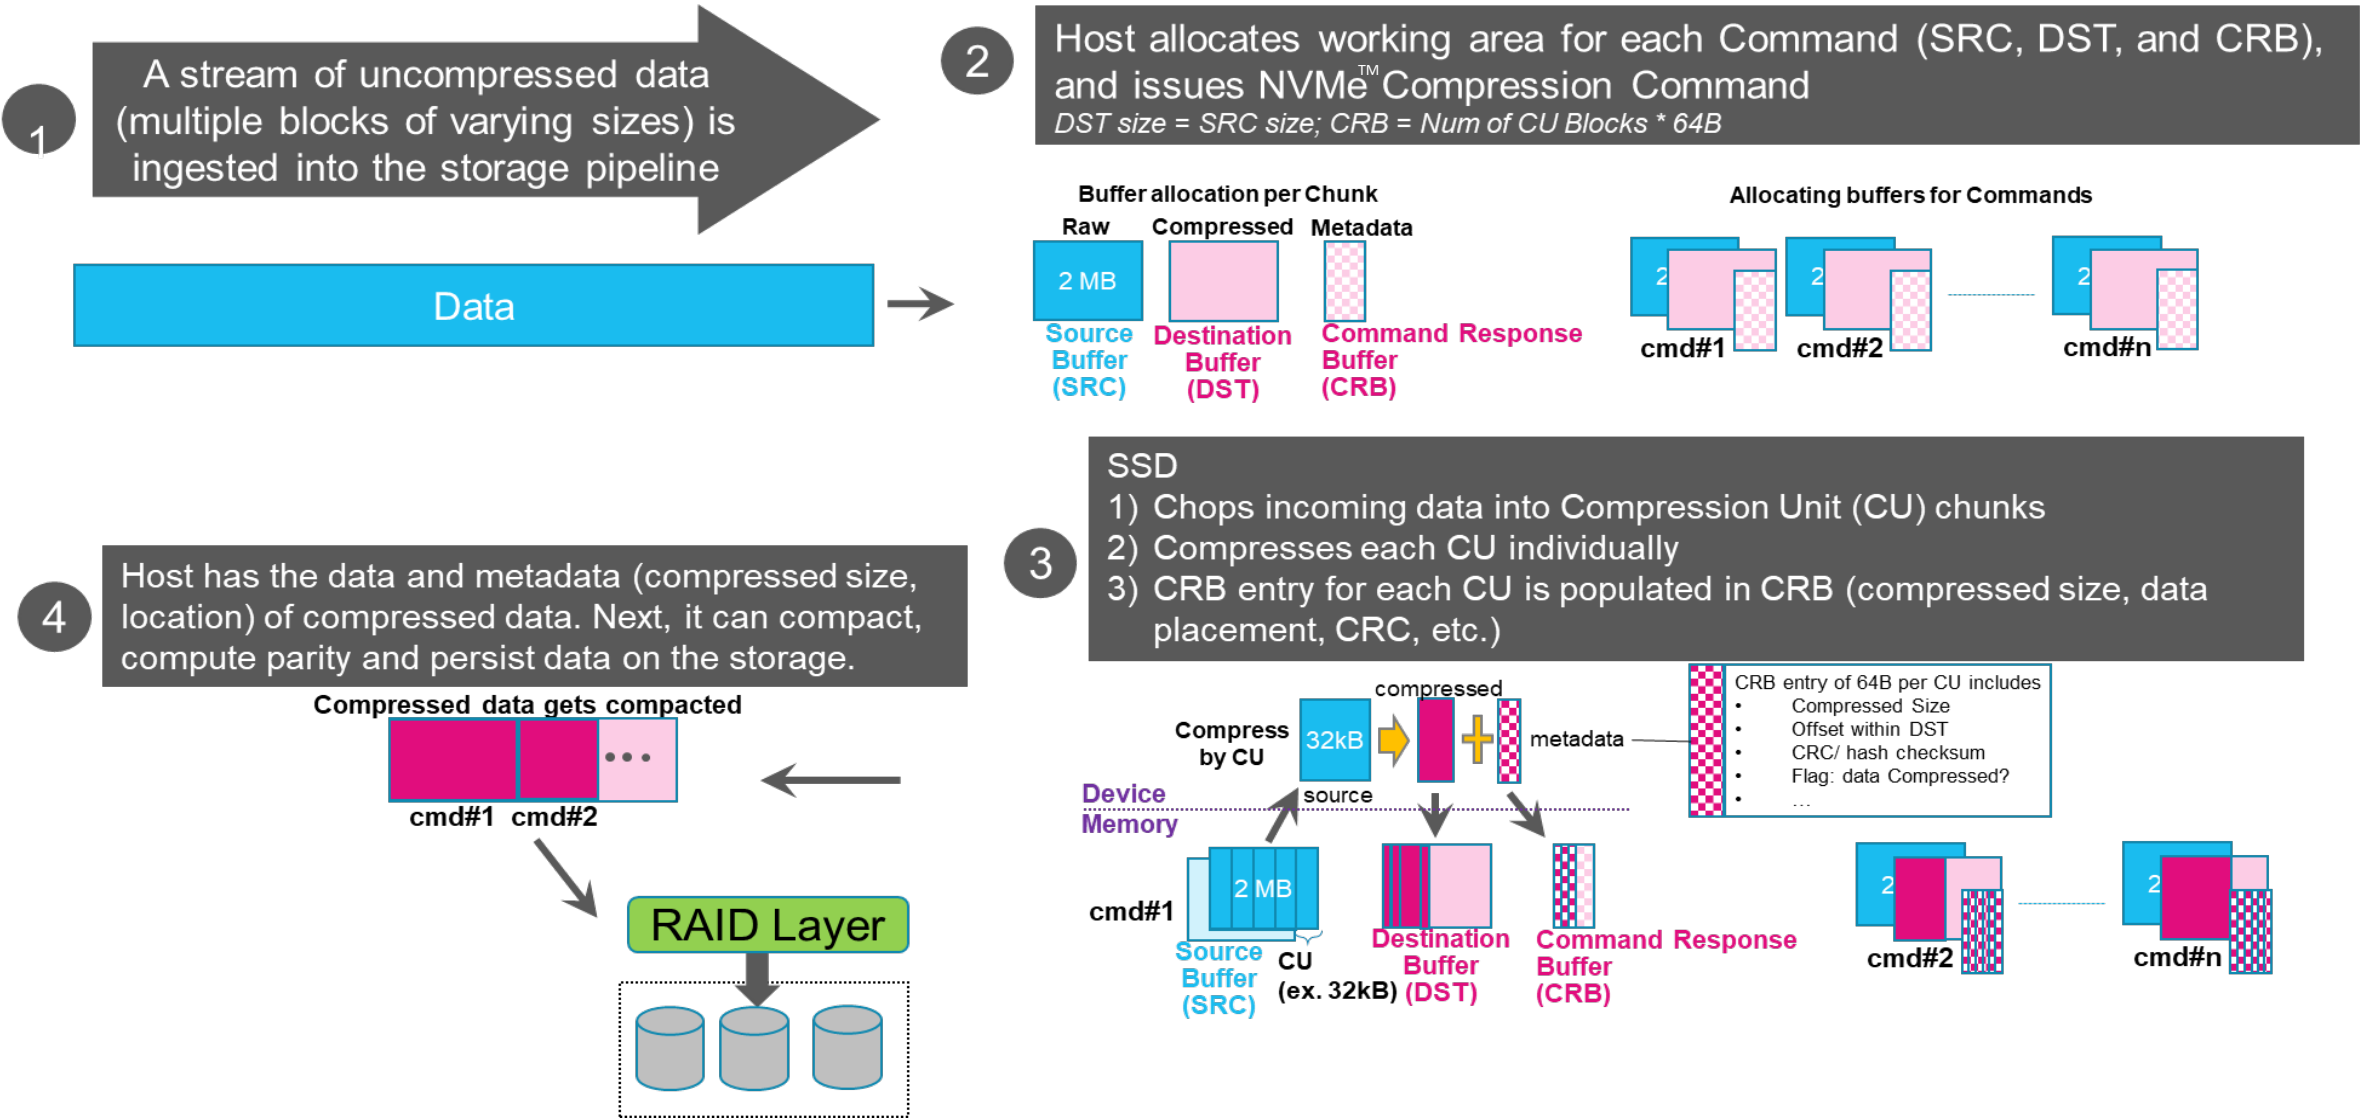 1
A stream of uncompressed data
(multiple blocks of varying sizes) is
ingested into the storage pipeline
Data
2
Host allocates working area for each Command (SRC, DST, and CRB),
and issues NVMe™ Compression Command
DST size = SRC size; CRB = Num of CU Blocks * 64B
Buffer allocation per Chunk
Raw
Compressed
Metadata
2 MB
Source
Buffer
(SRC)
Destination
Buffer
(DST)
Command Response
Buffer
(CRB)
Allocating buffers for Commands
2
2
2
cmd#1
cmd#2
cmd#n
3
SSD
1) Chops incoming data into Compression Unit (CU) chunks
2) Compresses each CU individually
3) CRB entry for each CU is populated in CRB (compressed size, data
placement, CRC, etc.)
compressed
Compress
by CU
32kB
metadata
source
Device
Memory
CRB entry of 64B per CU includes
• Compressed Size
• Offset within DST
• CRC/ hash checksum
• Flag: data Compressed?
• ...
cmd#1
2 MB
Source
Buffer
(SRC)
CU
(ex. 32kB)
Destination
Buffer
(DST)
Command Response
Buffer
(CRB)
2
2
cmd#2
cmd#n
4
Host has the data and metadata (compressed size,
location) of compressed data. Next, it can compact,
compute parity and persist data on the storage.
Compressed data gets compacted
•••
cmd#1
cmd#2
RAID Layer